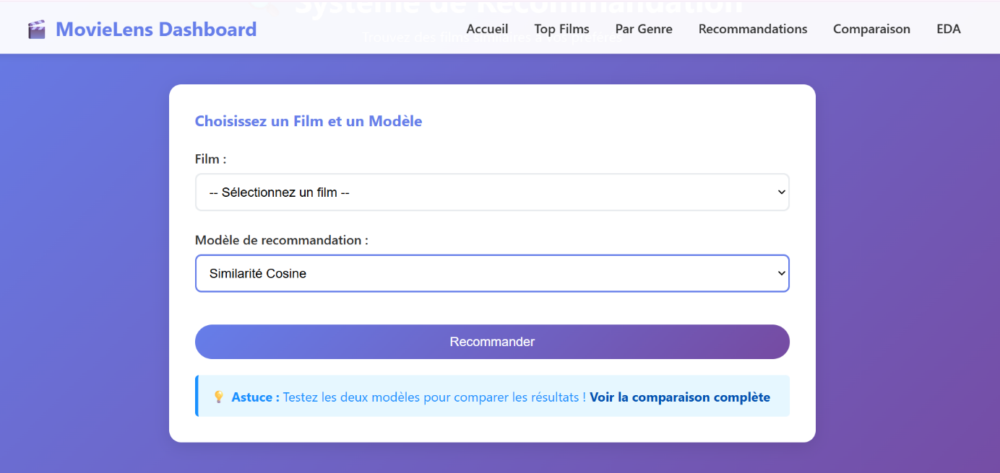 Système de Recommandation
MovieLens Dashboard
Accueil Top Films Par Genre Recommandations Comparaison EDA
Trouvez des films similaires à vos préférés
Choisissez un Film et un Modèle
Film :
-- Sélectionnez un film --
Modèle de recommandation :
Similarité Cosine
Recommander
Astuce : Testez les deux modèles pour comparer les résultats ! Voir la comparaison complète